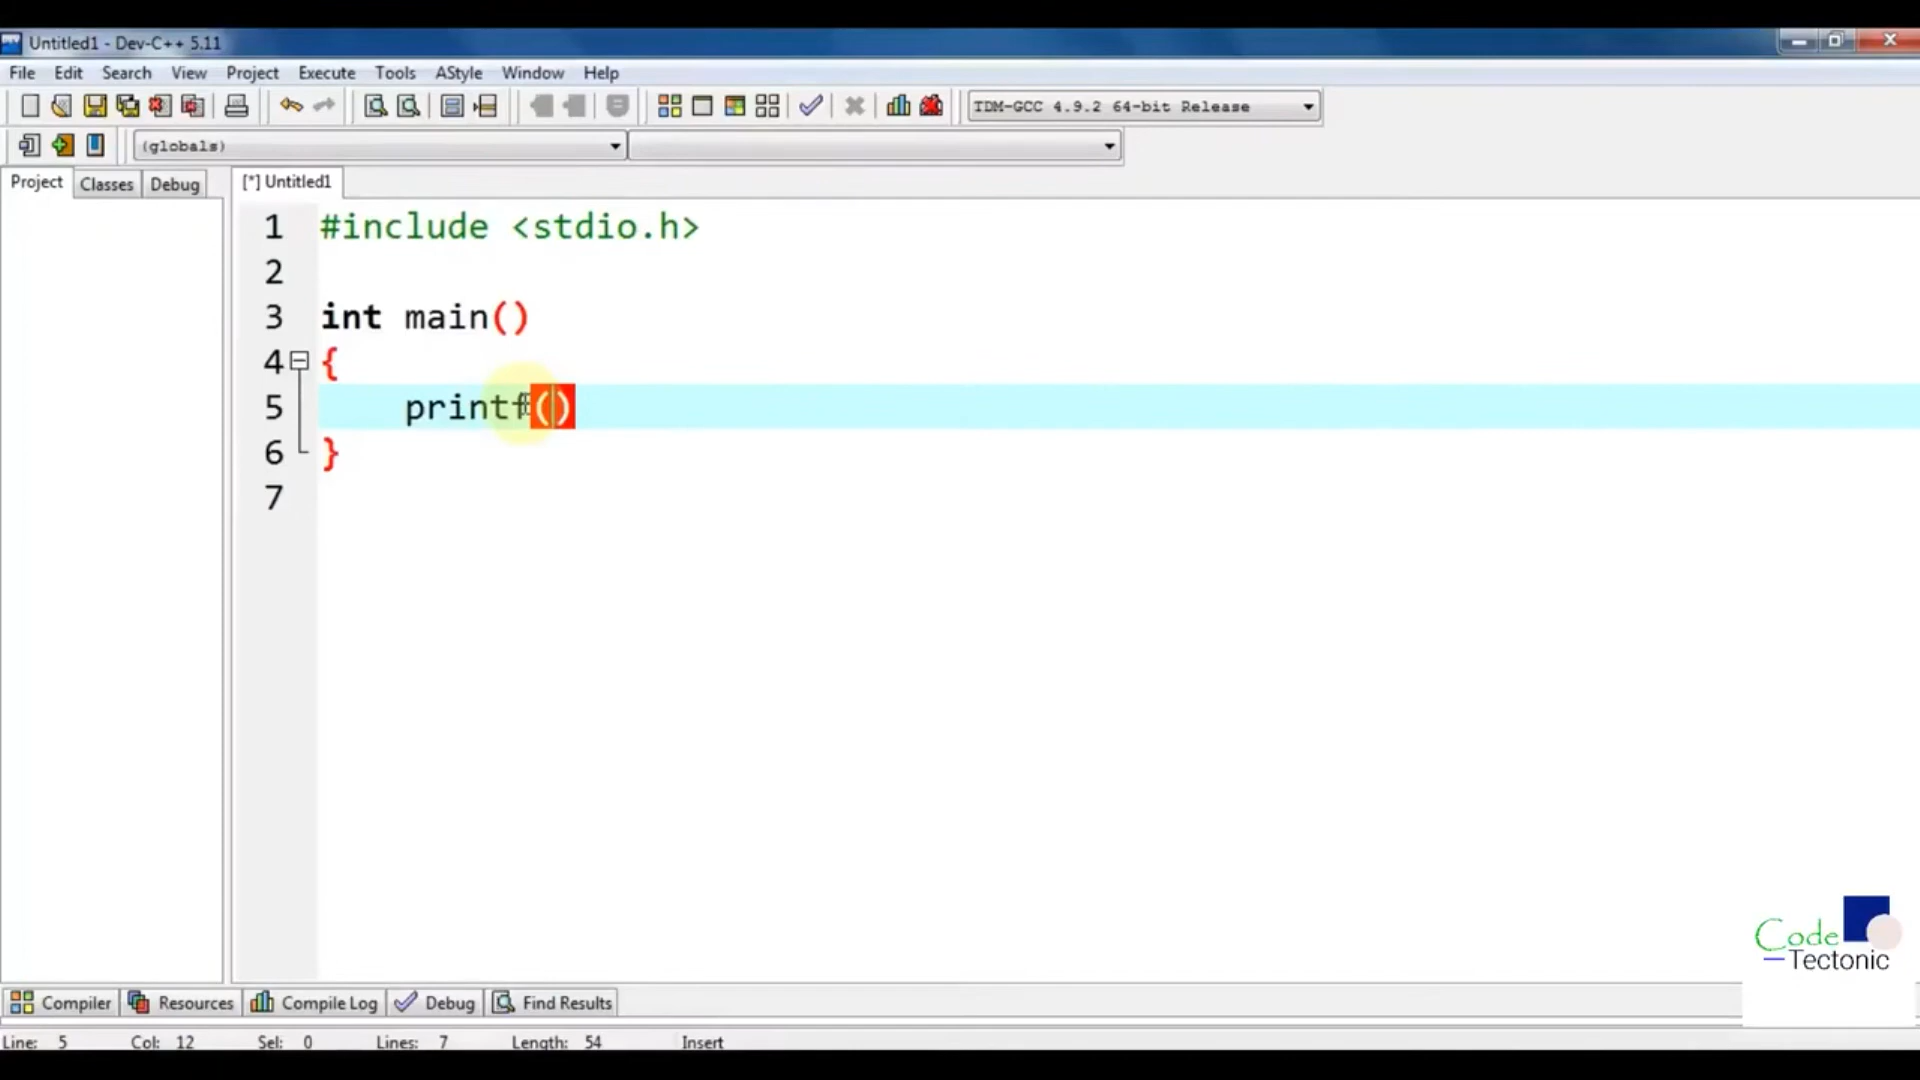 Untitled1 - Dev-C++ 5.11
File Edit Search View Project Execute Tools AStyle Window Help
TDM-GCC 4.9.2 64-bit Release
(globals)
Project Classes Debug [*] Untitled1
1 #include <stdio.h>
2
3 int main()
4 {
5 printf()
6 }
7
Code
Tectonic
Compiler Resources Compile Log Debug Find Results
Line: 5 Col: 12 Sel: 0 Lines: 7 Length: 54 Insert